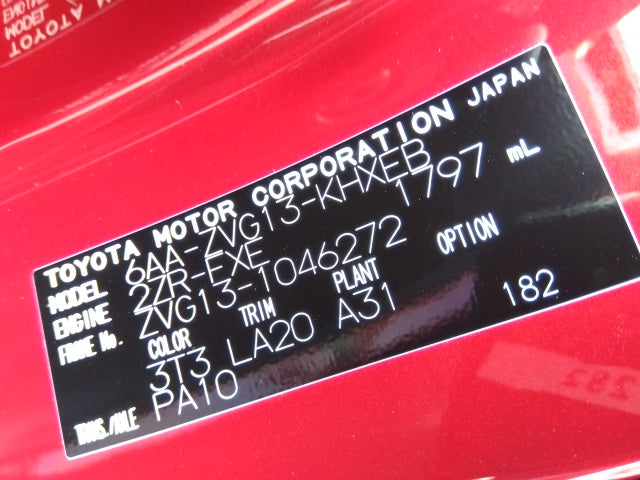 TOYOTA MOTOR CORPORATION JAPAN
MODEL 6AA-ZVG13-KHXEB
ENGINE 2ZR-EXE 1797 mL
FRAME No. ZVG13-1046272
COLOR TRIM PLANT OPTION
3T3 LA20 A31 182
TRANS./AXLE PA10